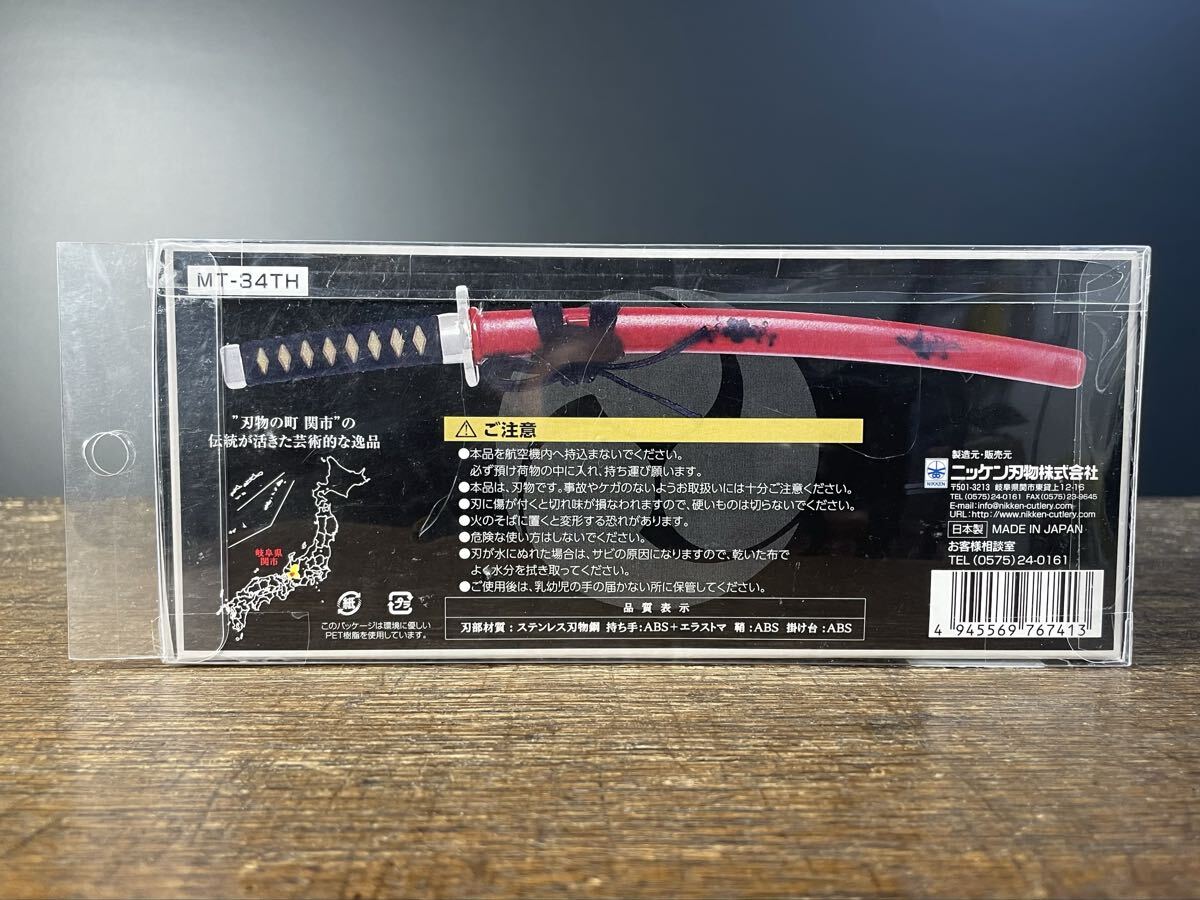 MT-34TH
"刃物の町 関市"の
伝統が活きた芸術的な逸品
岐阜県
関市
紙
プラ
このパッケージは環境に優しい
PET樹脂を使用しています。
⚠ ご注意
●本品を航空機内へ持込まないでください。
必ず預け荷物の中に入れ、持ち運び願います。
●本品は、刃物です。事故やケガのないようお取扱いには十分ご注意ください。
●刃に傷が付くと切れ味が損なわれますので、硬いものは切らないでください。
●火のそばに置くと変形する恐れがあります。
●危険な使い方はしないでください。
●刃が水にぬれた場合は、サビの原因になりますので、乾いた布で
よく水分を拭き取ってください。
●ご使用後は、乳幼児の手の届かない所に保管してください。
品質表示
刃部材質:ステンレス刃物鋼 持ち手:ABS+エラストマ 鞘:ABS 掛け台:ABS
製造元・販売元
NIKKEN
ニッケン刃物株式会社
〒501-3213 岐阜県関市東貸上12-16
TEL(0575)24-0161 FAX(0575)23-9645
E-mail:info@nikken-cutlery.com
URL:http://www.nikken-cutlery.com
日本製 MADE IN JAPAN
お客様相談室
TEL(0575)24-0161
4 945569 767413